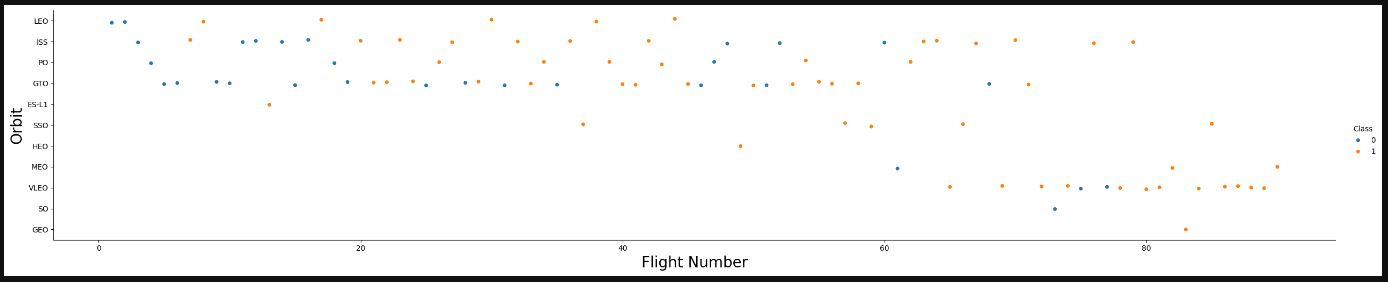 LEO
ISS
PO
GTO
ES-L1
SSO
HEO
MEO
VLEO
SO
GEO
Orbit
0 20 40 60 80
Flight Number
Class
0
1